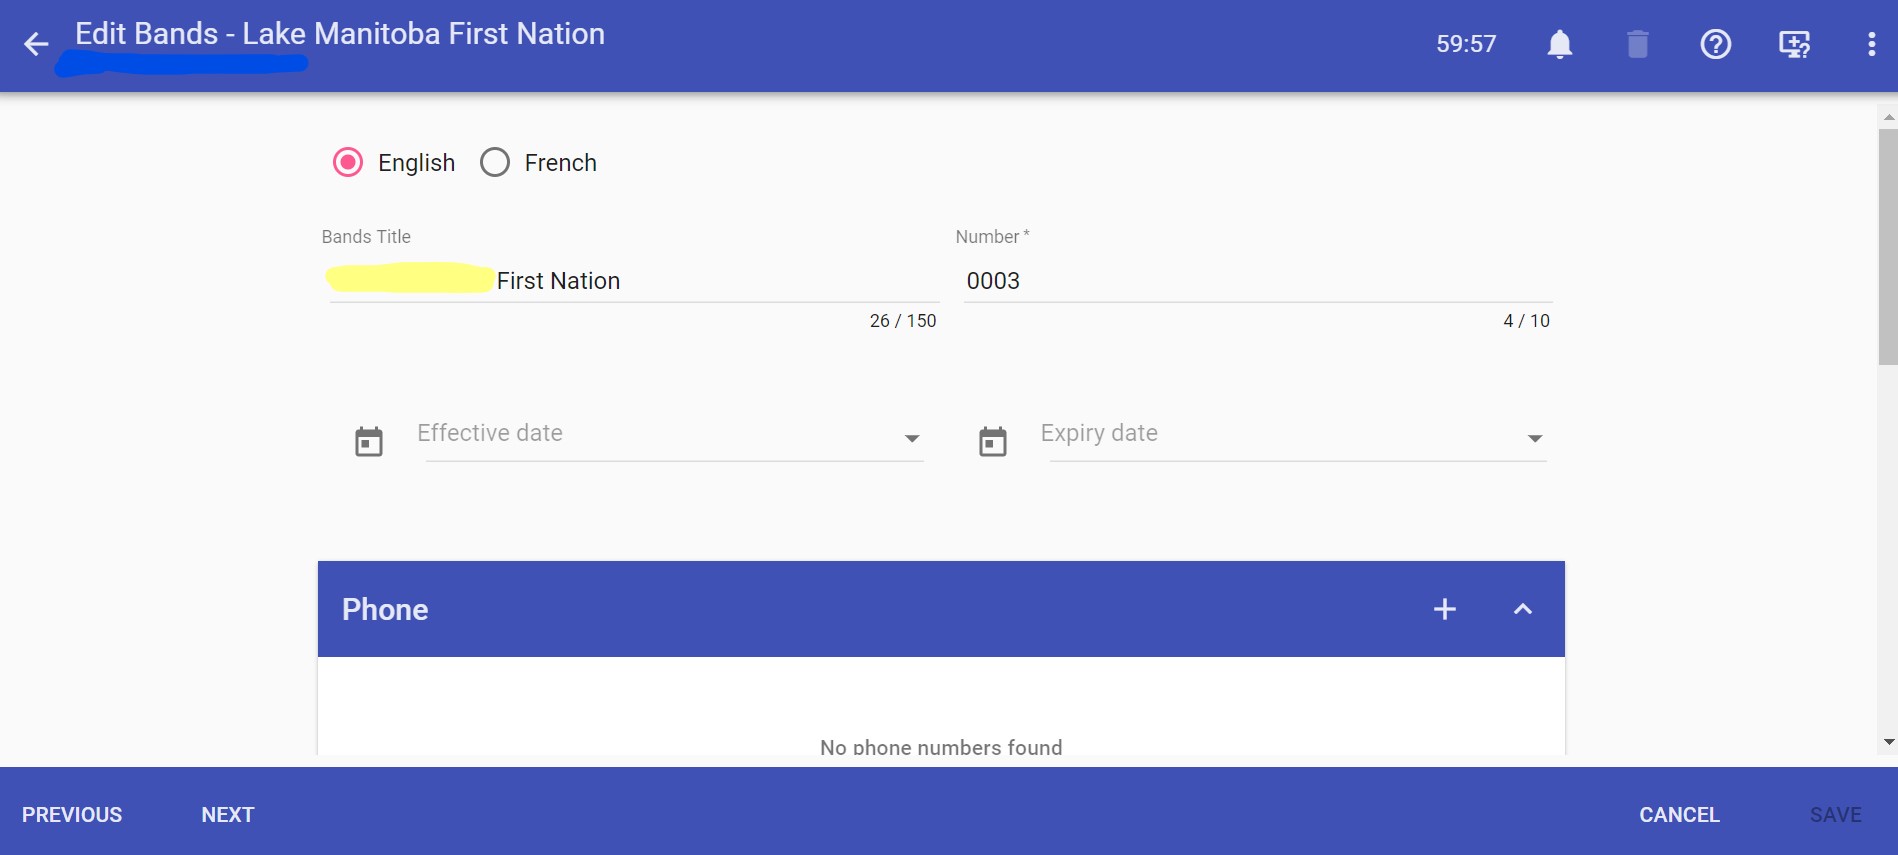 Edit Bands - Lake Manitoba First Nation
59:57
English French
Bands Title Number *
First Nation 0003
26 / 150 4 / 10
Effective date Expiry date
Phone
No phone numbers found
PREVIOUS NEXT CANCEL SAVE